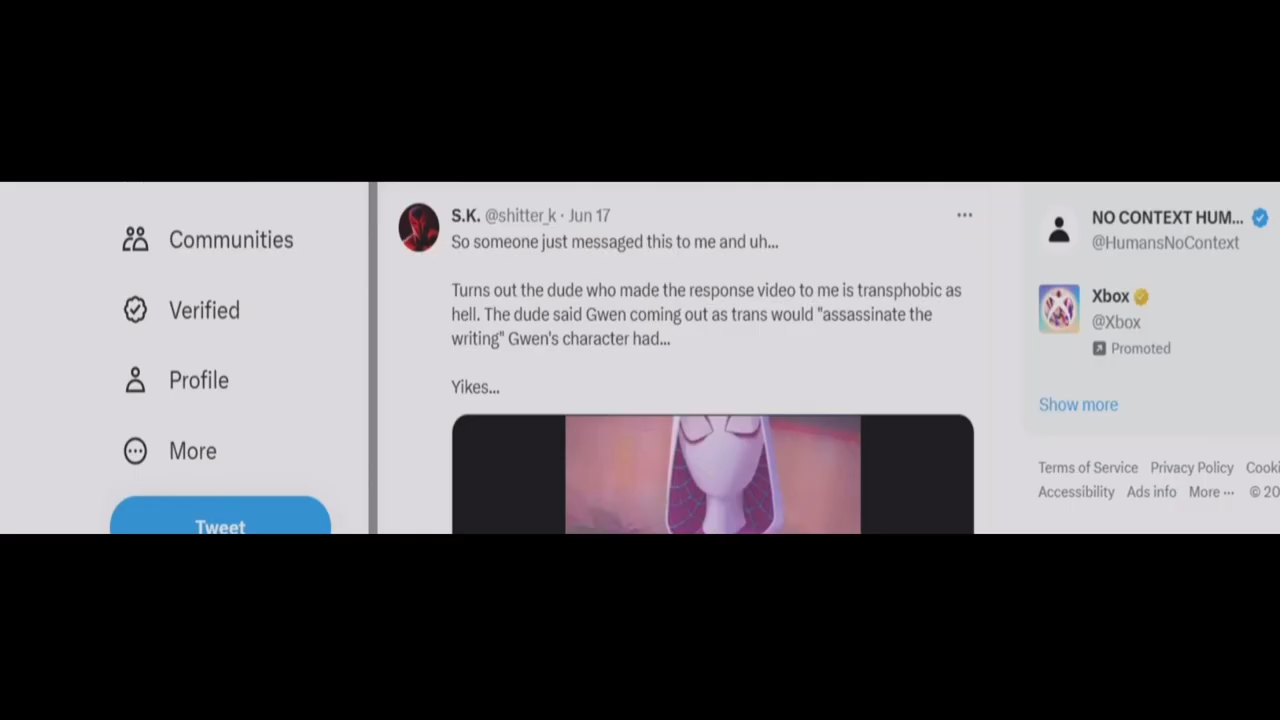 Communities
Verified
Profile
More
Tweet
S.K. @shitter_k · Jun 17
So someone just messaged this to me and uh...
Turns out the dude who made the response video to me is transphobic as
hell. The dude said Gwen coming out as trans would "assassinate the
writing" Gwen's character had...
Yikes...
NO CONTEXT HUM...
@HumansNoContext
Xbox
@Xbox
Promoted
Show more
Terms of Service Privacy Policy Cooki
Accessibility Ads info More ··· © 20